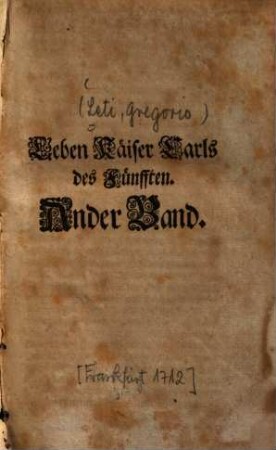 (Leti, Gregorio)
Leben Käiser Carls
des Fünfften.
Ander Band.
[Frankfurt 1712]